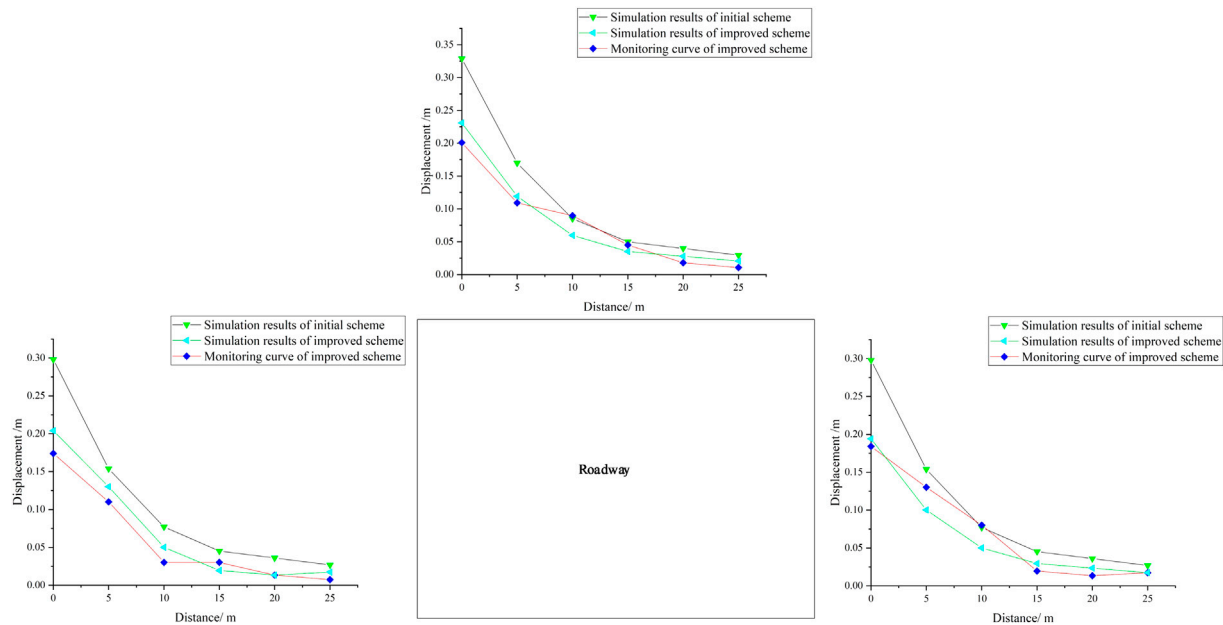 Simulation results of initial scheme
Simulation results of improved scheme
Monitoring curve of improved scheme
Displacement /m
0.35
0.30
0.25
0.20
0.15
0.10
0.05
0.00
0 5 10 15 20 25
Distance/ m
Simulation results of initial scheme
Simulation results of improved scheme
Monitoring curve of improved scheme
Displacement /m
0.30
0.25
0.20
0.15
0.10
0.05
0.00
0 5 10 15 20 25
Distance/ m
Roadway
Simulation results of initial scheme
Simulation results of improved scheme
Monitoring curve of improved scheme
Displacement /m
0.30
0.25
0.20
0.15
0.10
0.05
0.00
0 5 10 15 20 25
Distance/ m